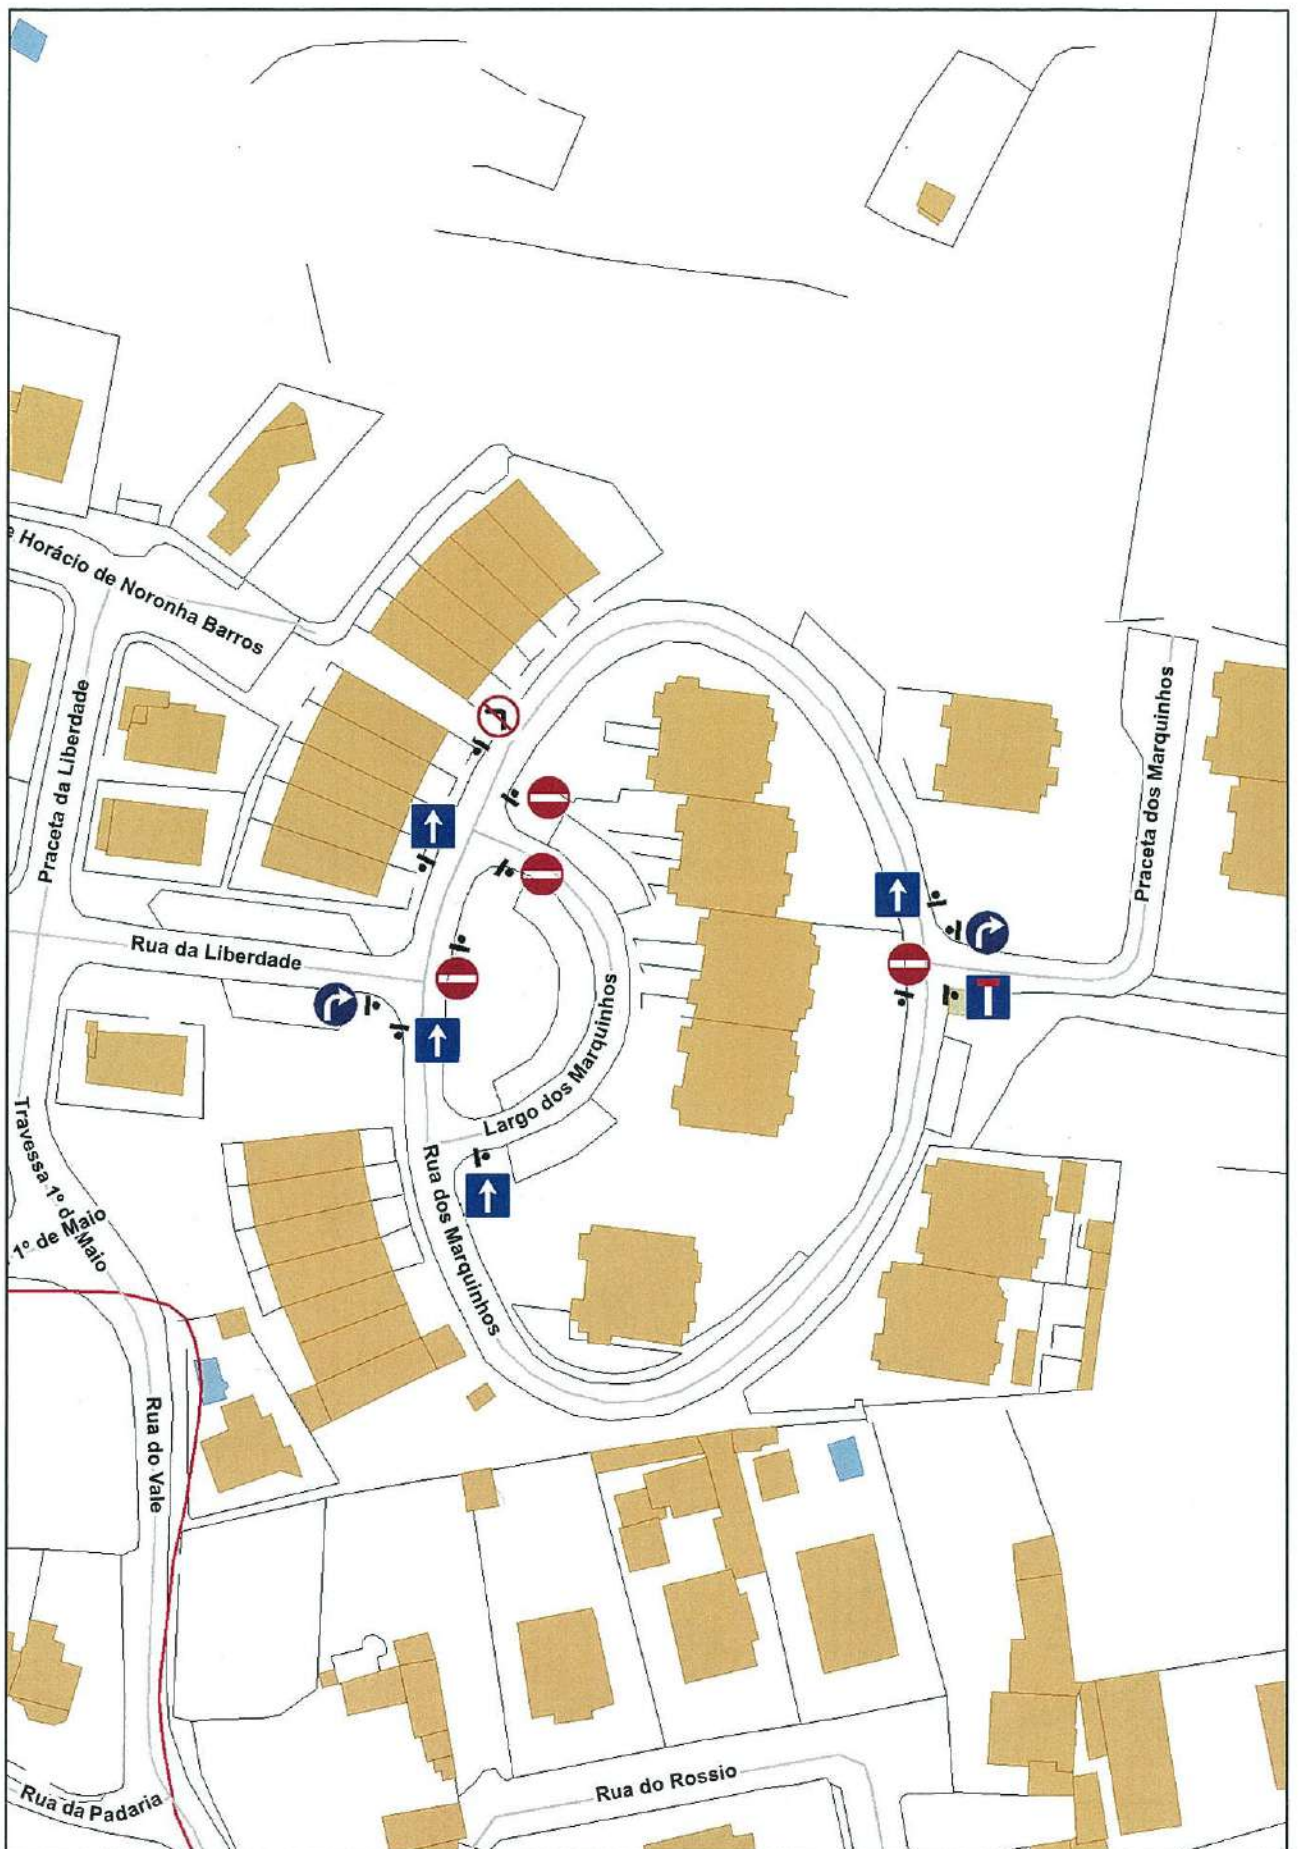 e Horácio de Noronha Barros
Praceta da Liberdade
Praceta dos Marquinhos
Rua da Liberdade
Largo dos Marquinhos
Rua dos Marquinhos
Travessa 1º de Maio
1º de Maio
Rua do Vale
Rua do Rossio
Rua da Padaria